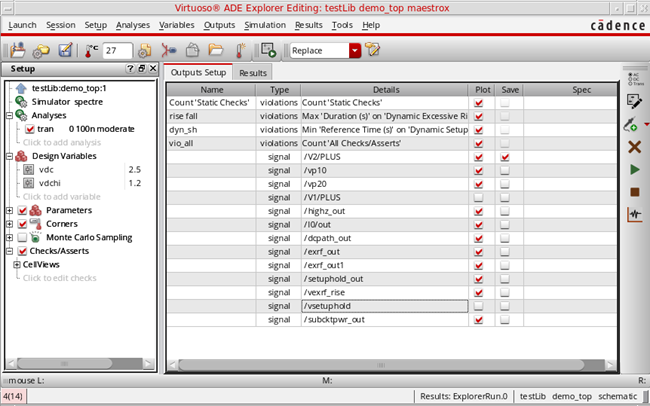 Virtuoso® ADE Explorer Editing: testLib demo_top maestrox
Launch Session Setup Analyses Variables Outputs Simulation Results Tools Help cādence
27 Replace
Setup
testLib:demo_top:1
Simulator spectre
Analyses
tran 0 100n moderate
Click to add analysis
Design Variables
vdc 2.5
vdchi 1.2
Click to add variable
Parameters
Corners
Monte Carlo Sampling
Checks/Asserts
CellViews
Click to edit checks
Outputs Setup Results
Name Type Details Plot Save Spec
Count 'Static Checks' violations Count 'Static Checks'
rise fall violations Max 'Duration (s)' on 'Dynamic Excessive Ri
dyn_sh violations Min 'Reference Time (s)' on 'Dynamic Setup
vio_all violations Count 'All Checks/Asserts'
signal /V2/PLUS
signal /vp10
signal /vp20
signal /V1/PLUS
signal /highz_out
signal /I0/out
signal /dcpath_out
signal /exrf_out
signal /exrf_out1
signal /setuphold_out
signal /vexrf_rise
signal /vsetuphold
signal /subcktpwr_out
AC
DC
Trans
mouse L: M: R:
4(14) Results: ExplorerRun.0 testLib demo_top schematic